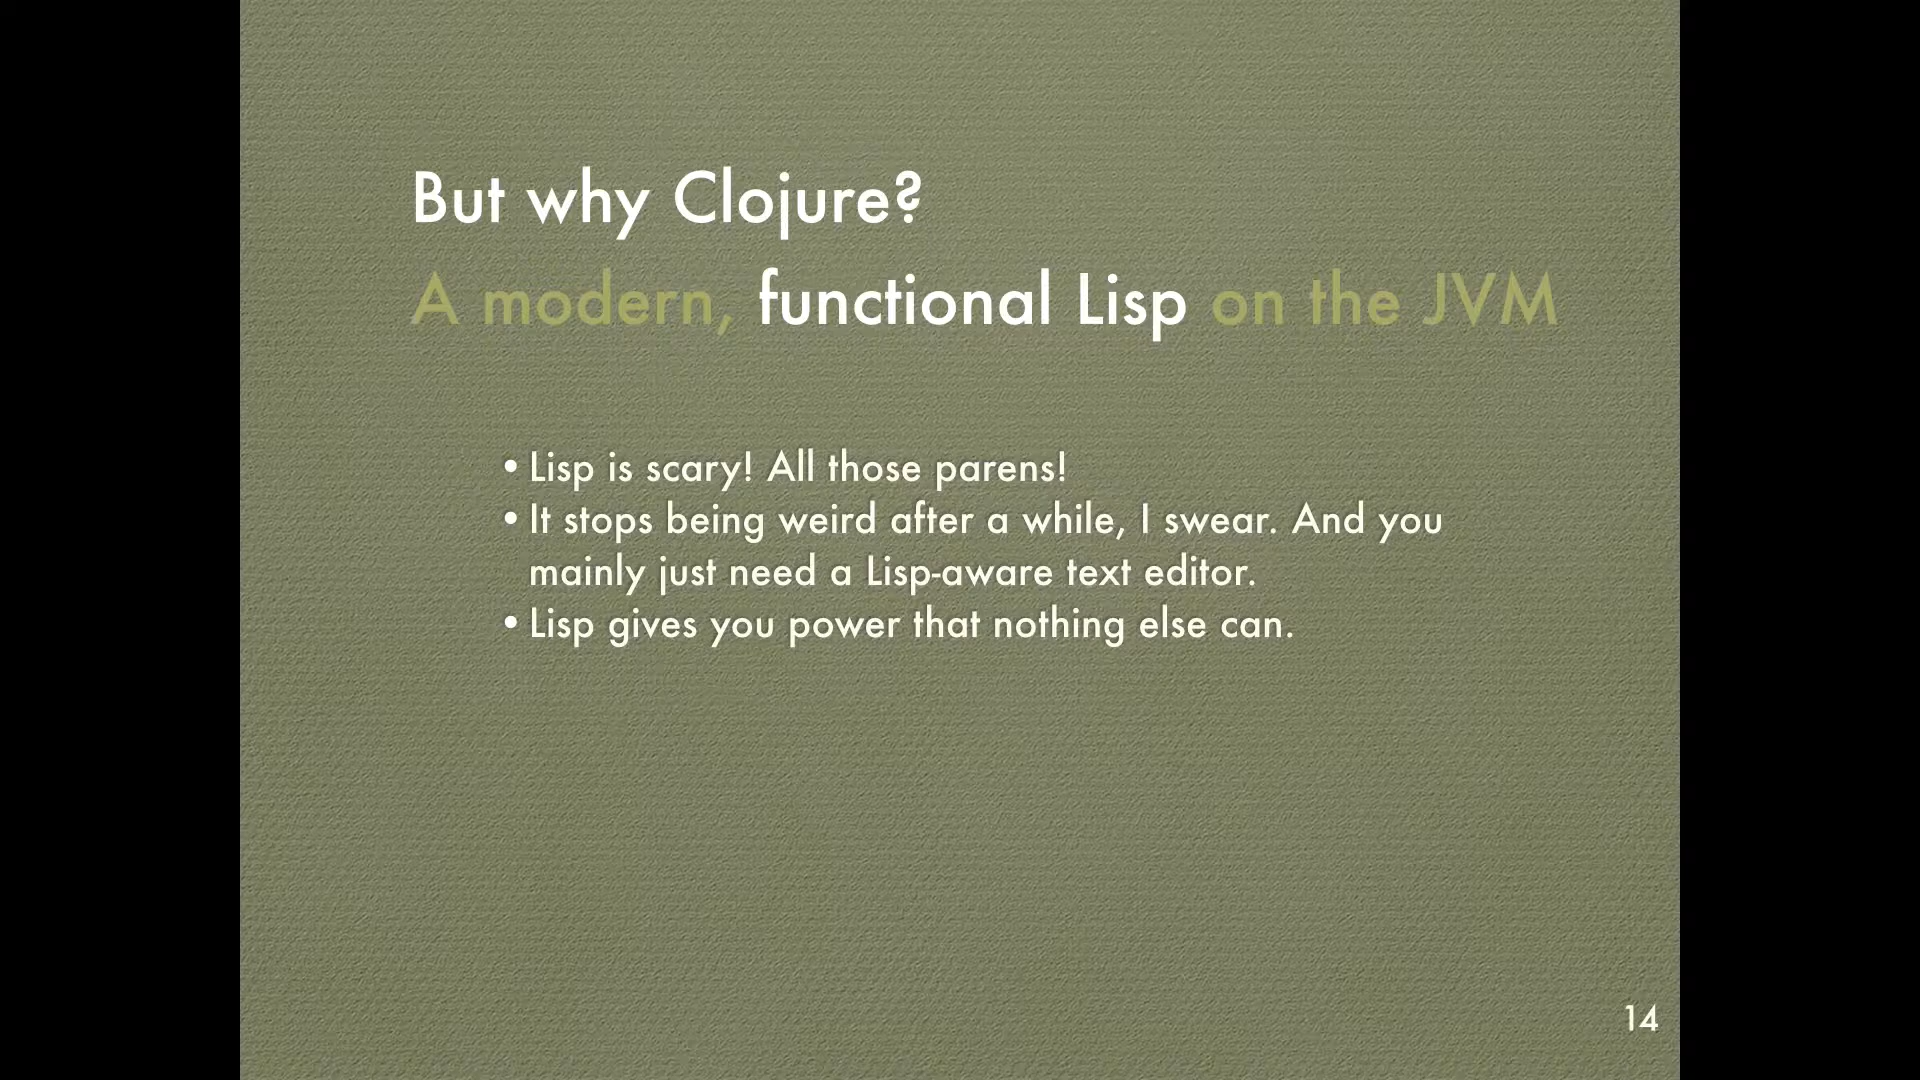 But why Clojure?
A modern, functional Lisp on the JVM
• Lisp is scary! All those parens!
• It stops being weird after a while, I swear. And you
mainly just need a Lisp-aware text editor.
• Lisp gives you power that nothing else can.
14